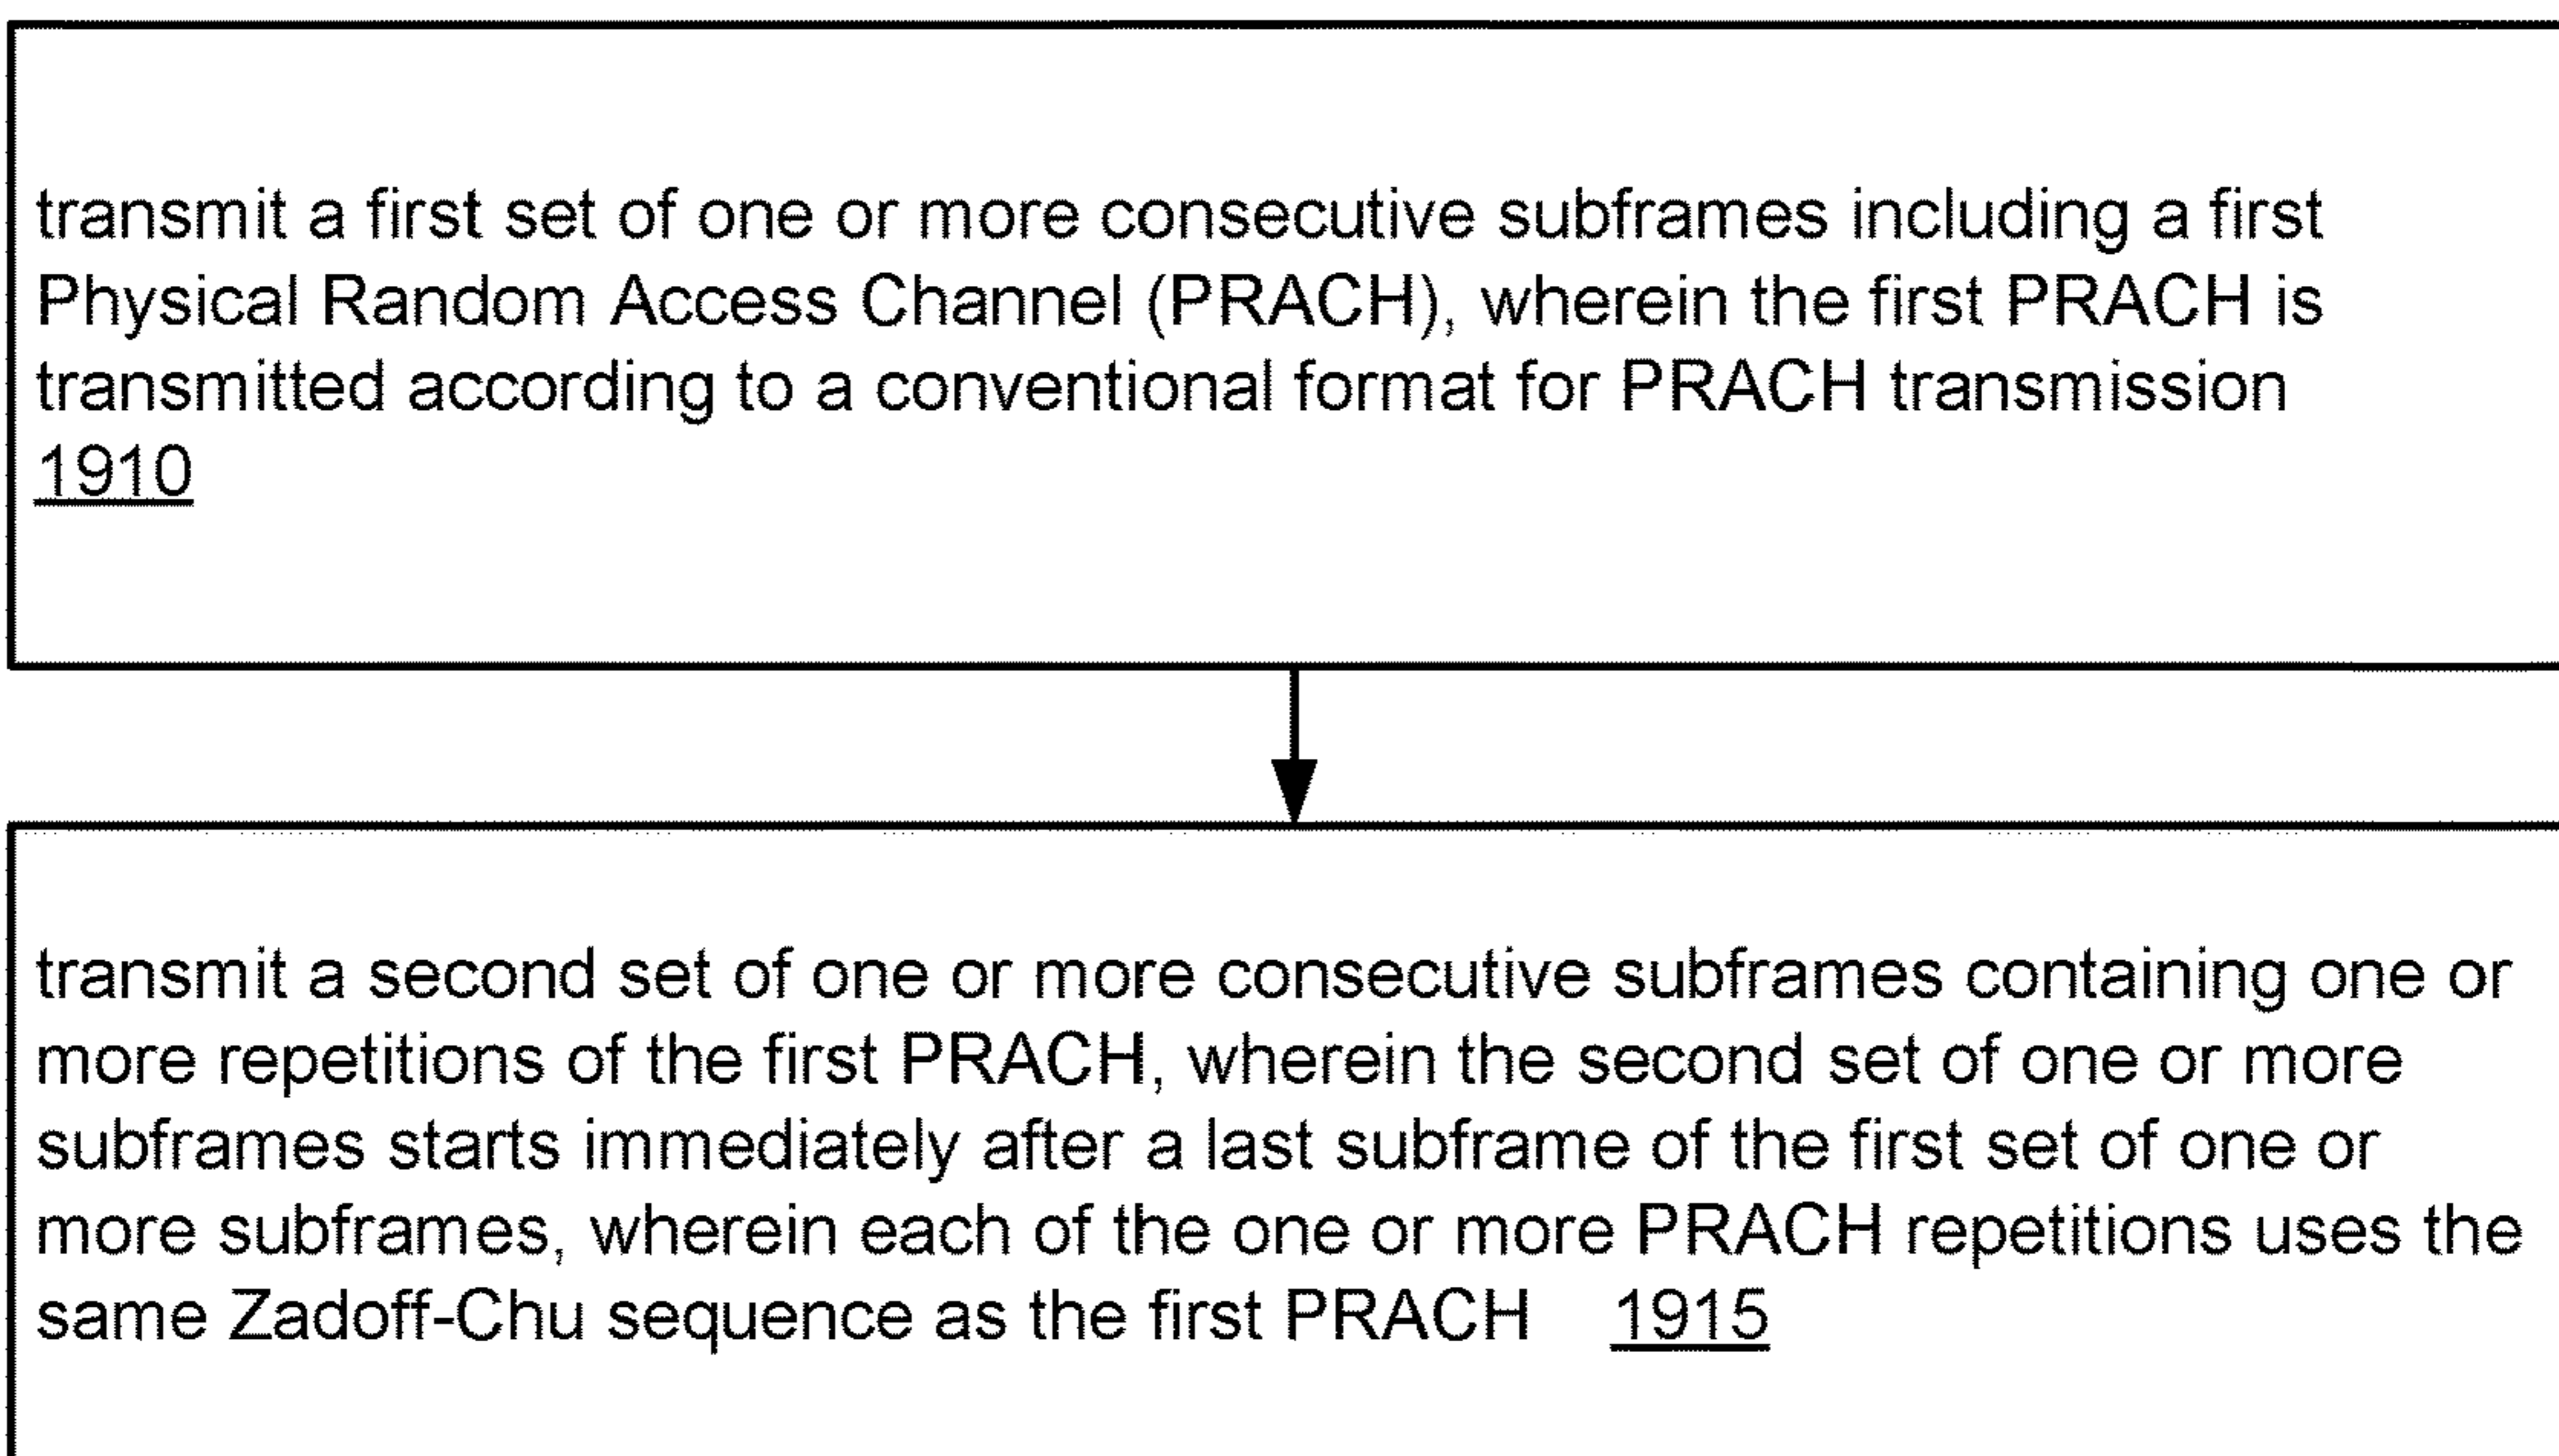 transmit a first set of one or more consecutive subframes including a first
Physical Random Access Channel (PRACH), wherein the first PRACH is
transmitted according to a conventional format for PRACH transmission
1910
transmit a second set of one or more consecutive subframes containing one or
more repetitions of the first PRACH, wherein the second set of one or more
subframes starts immediately after a last subframe of the first set of one or
more subframes, wherein each of the one or more PRACH repetitions uses the
same Zadoff-Chu sequence as the first PRACH 1915